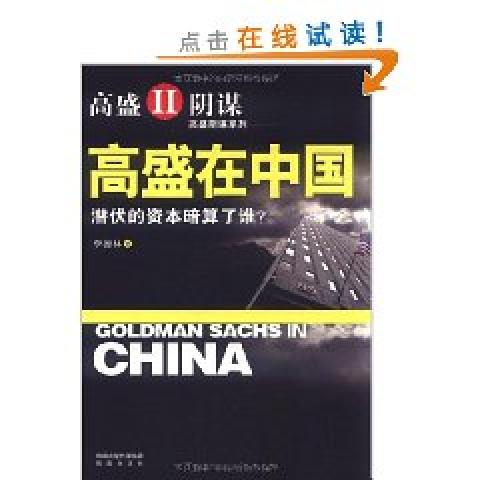 点击在线试读!
高盛 II 阴谋
高盛阴谋系列
高盛在中国
潜伏的资本暗算了谁?
GOLDMAN SACHS IN
CHINA